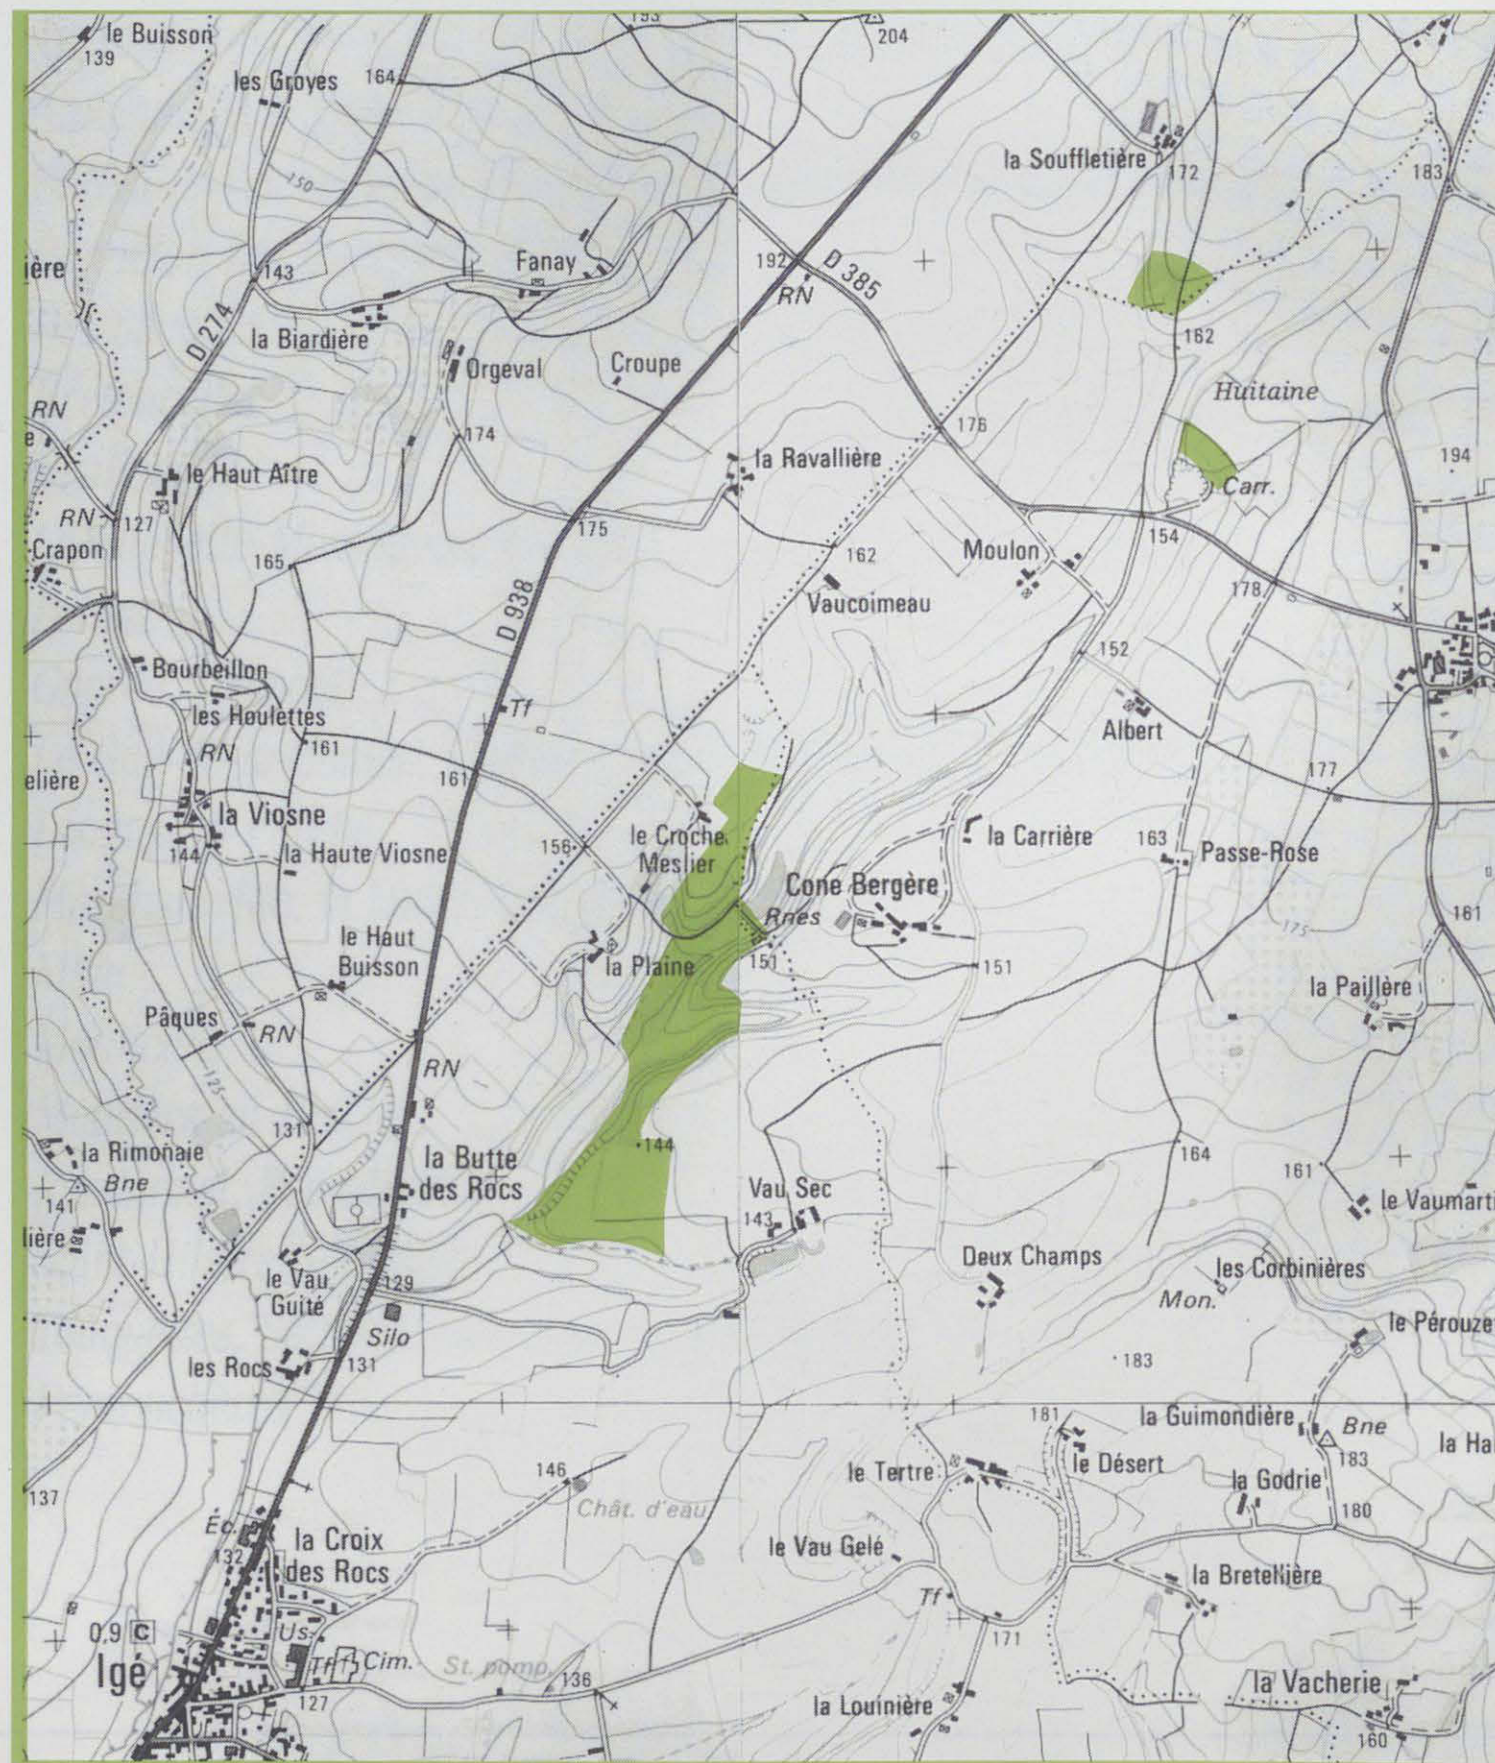 le Buisson
139
les Groyes
164
193
204
la Souffletière
172
183
150
ière
143
Fanay
192
D 385
RN
D 274
la Biardière
162
Orgeval
Croupe
Huitaine
RN
e
174
176
la Ravallière
194
le Haut Aître
Carr.
RN
127
175
154
Crapon
165
162
Moulon
Vaucoimeau
178
D 938
152
Bourbeillon
les Houlettes
Tf
Albert
RN
161
161
177
elière
la Viosne
le Croche
Meslier
la Carrière
144
la Haute Viosne
156
163
Passe-Rose
Cone Bergère
Rnes
161
175
le Haut
Buisson
la Plaine
151
151
la Paillère
Pâques
RN
RN
125
131
la Rimonaie
Bne
141
la Butte
des Rocs
144
164
161
Vau Sec
143
le Vaumarti
lière
le Vau
Guité
129
Deux Champs
les Corbinières
Mon.
Silo
le Pérouze
les Rocs
131
183
181
la Guimondière
Bne
183
la Ha
137
146
Chât. d'eau
le Tertre
le Désert
la Godrie
180
Éc.
132
la Croix
des Rocs
le Vau Gelé
la Bretellière
Tf
171
0,9 C
Igé
Us.
Tf
Cim.
St. pomp.
127
136
la Louinière
la Vacherie
160